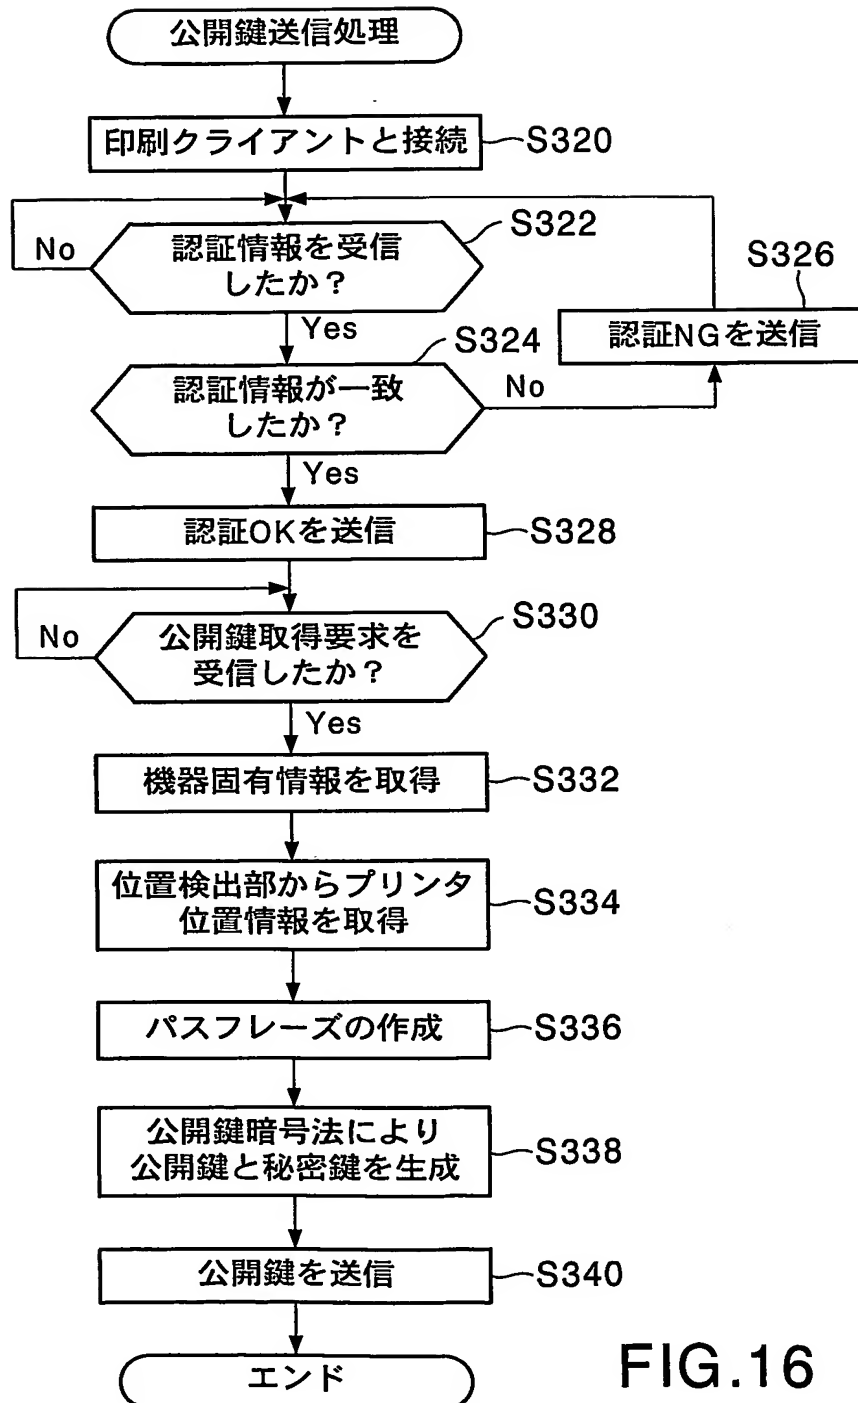 公開鍵送信処理
印刷クライアントと接続
S320
認証情報を受信
したか?
S322
No
Yes
S326
認証NGを送信
S324
認証情報が一致
したか?
No
Yes
認証OKを送信
S328
S330
公開鍵取得要求を
受信したか?
No
Yes
機器固有情報を取得
S332
位置検出部からプリンタ
位置情報を取得
S334
パスフレーズの作成
S336
公開鍵暗号法により
公開鍵と秘密鍵を生成
S338
公開鍵を送信
S340
エンド
FIG.16